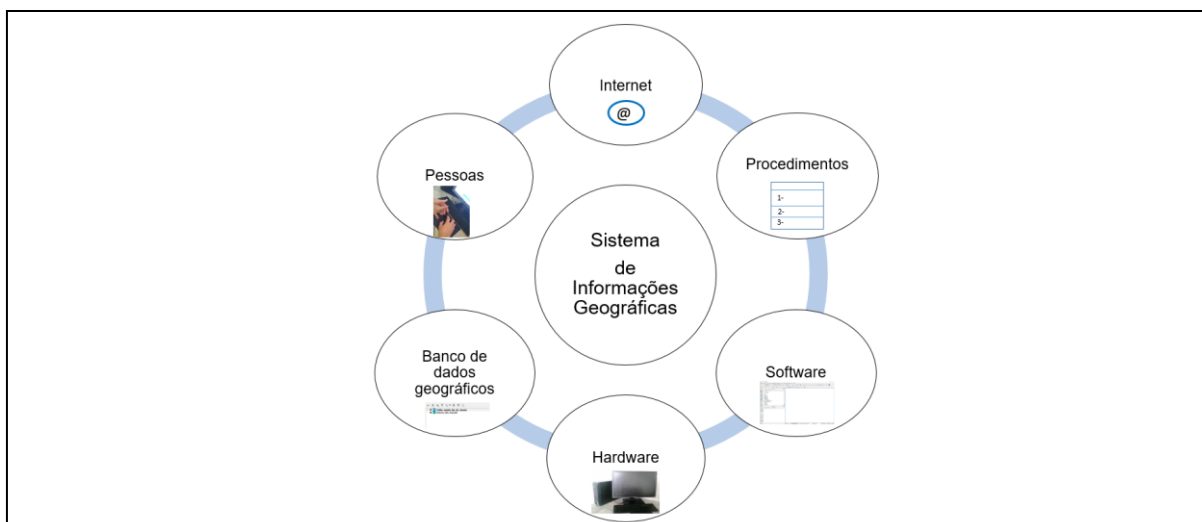 Internet
@
Pessoas
Procedimentos
1-
2-
3-
Sistema
de
Informações
Geográficas
Banco de
dados
geográficos
Software
Hardware